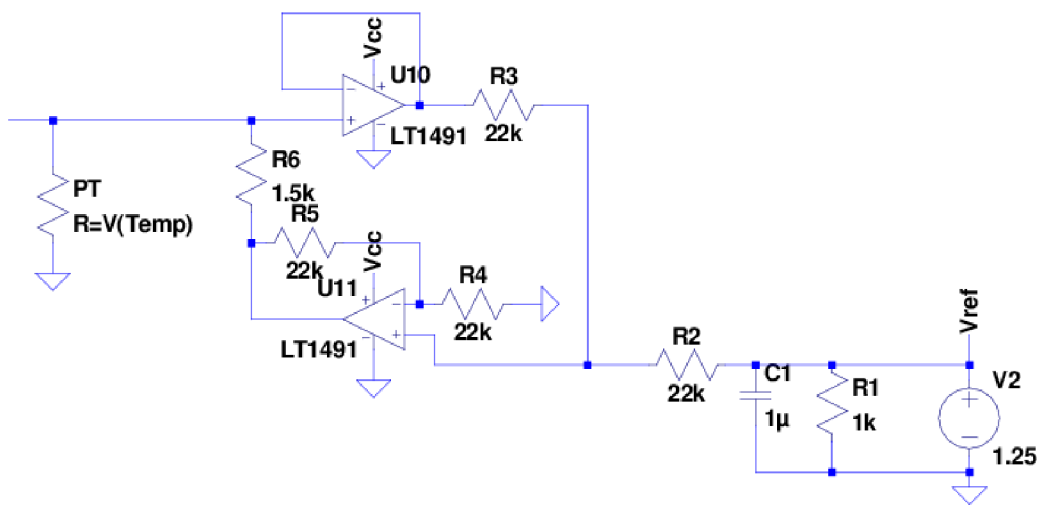 Vcc
U10
LT1491
R3
22k
R6
1.5k
PT
R=V(Temp)
R5
22k
Vcc
U11
LT1491
R4
22k
R2
22k
C1
1µ
R1
1k
Vref
V2
1.25